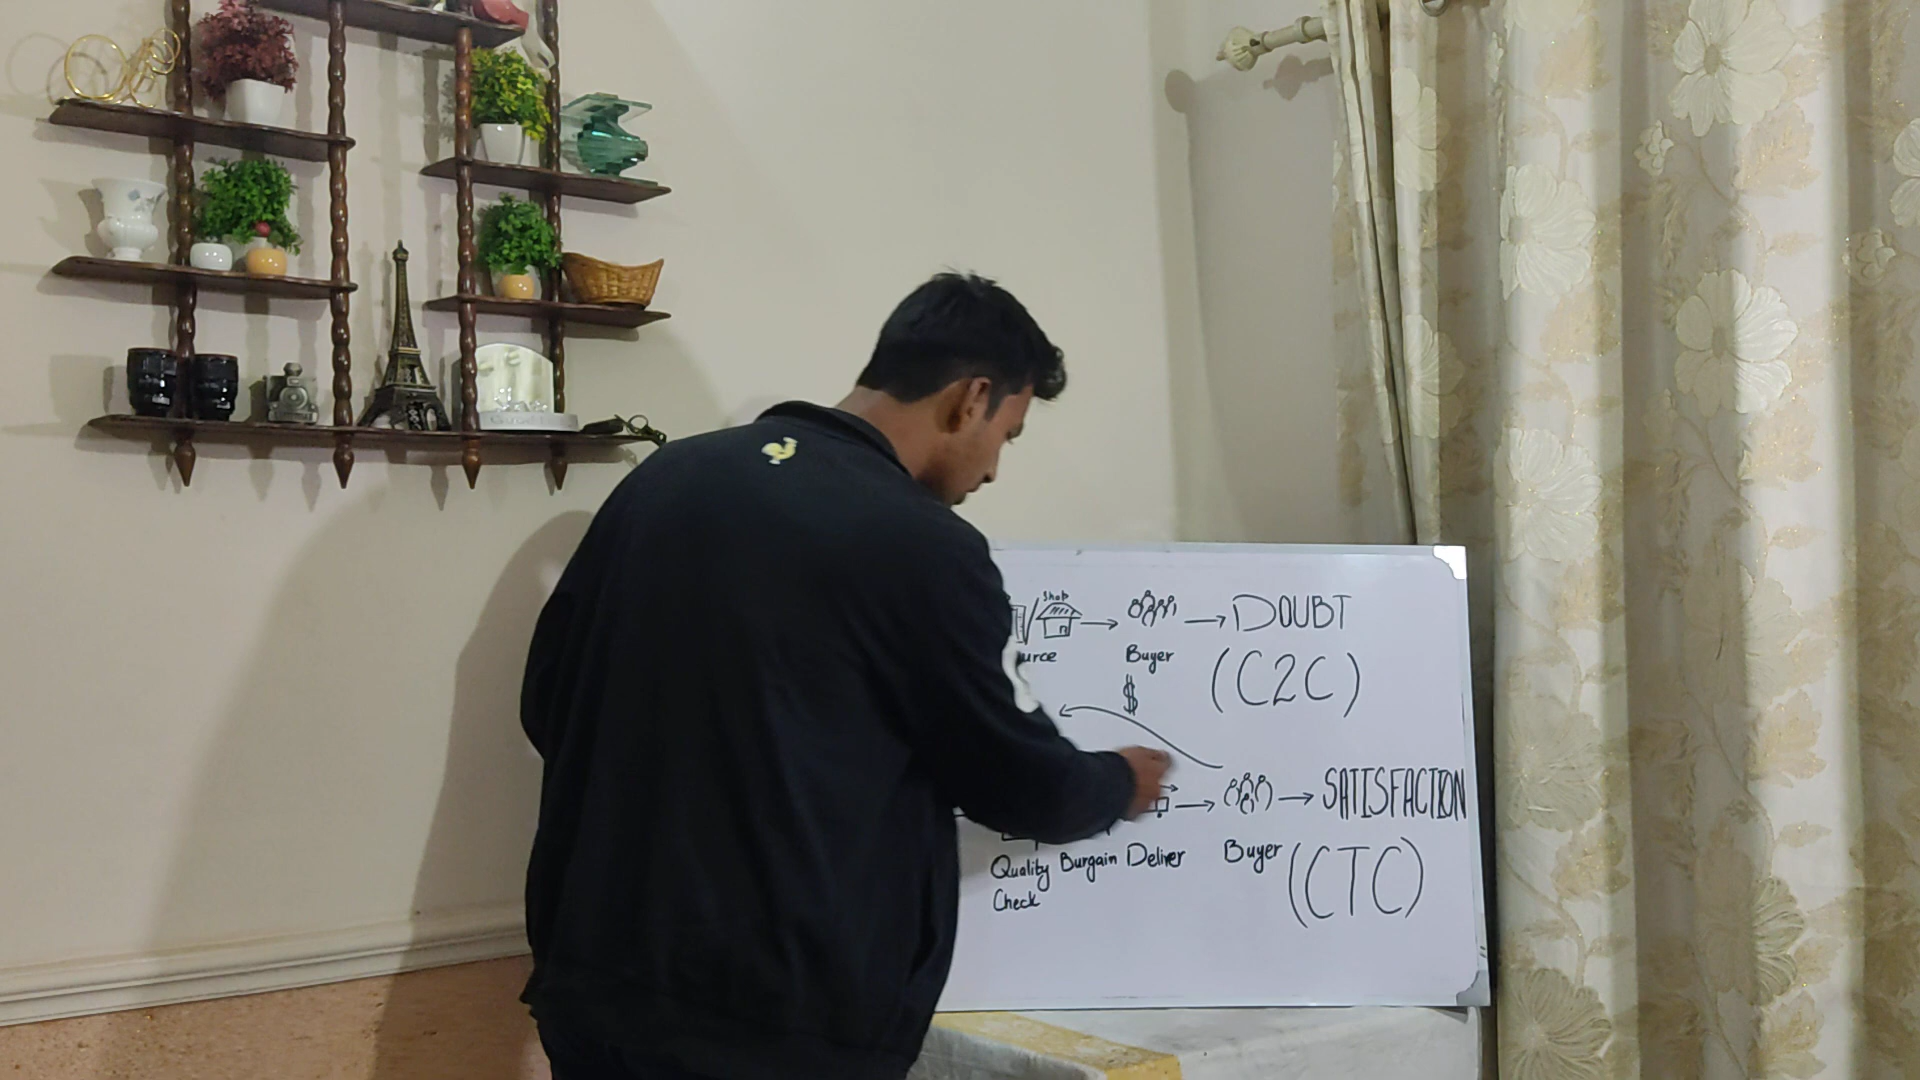 Shop
DOUBT
urce
Buyer
(C2C)
$
SATISFACTION
Quality Burgain Deliver
Buyer
(CTC)
Check